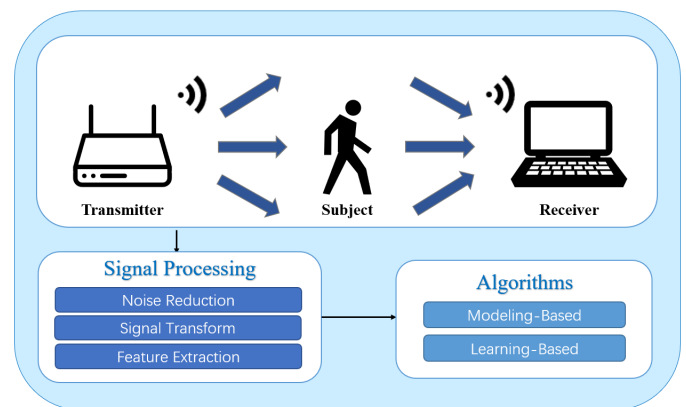 Transmitter
Subject
Receiver
Signal Processing
Noise Reduction
Signal Transform
Feature Extraction
Algorithms
Modeling-Based
Learning-Based